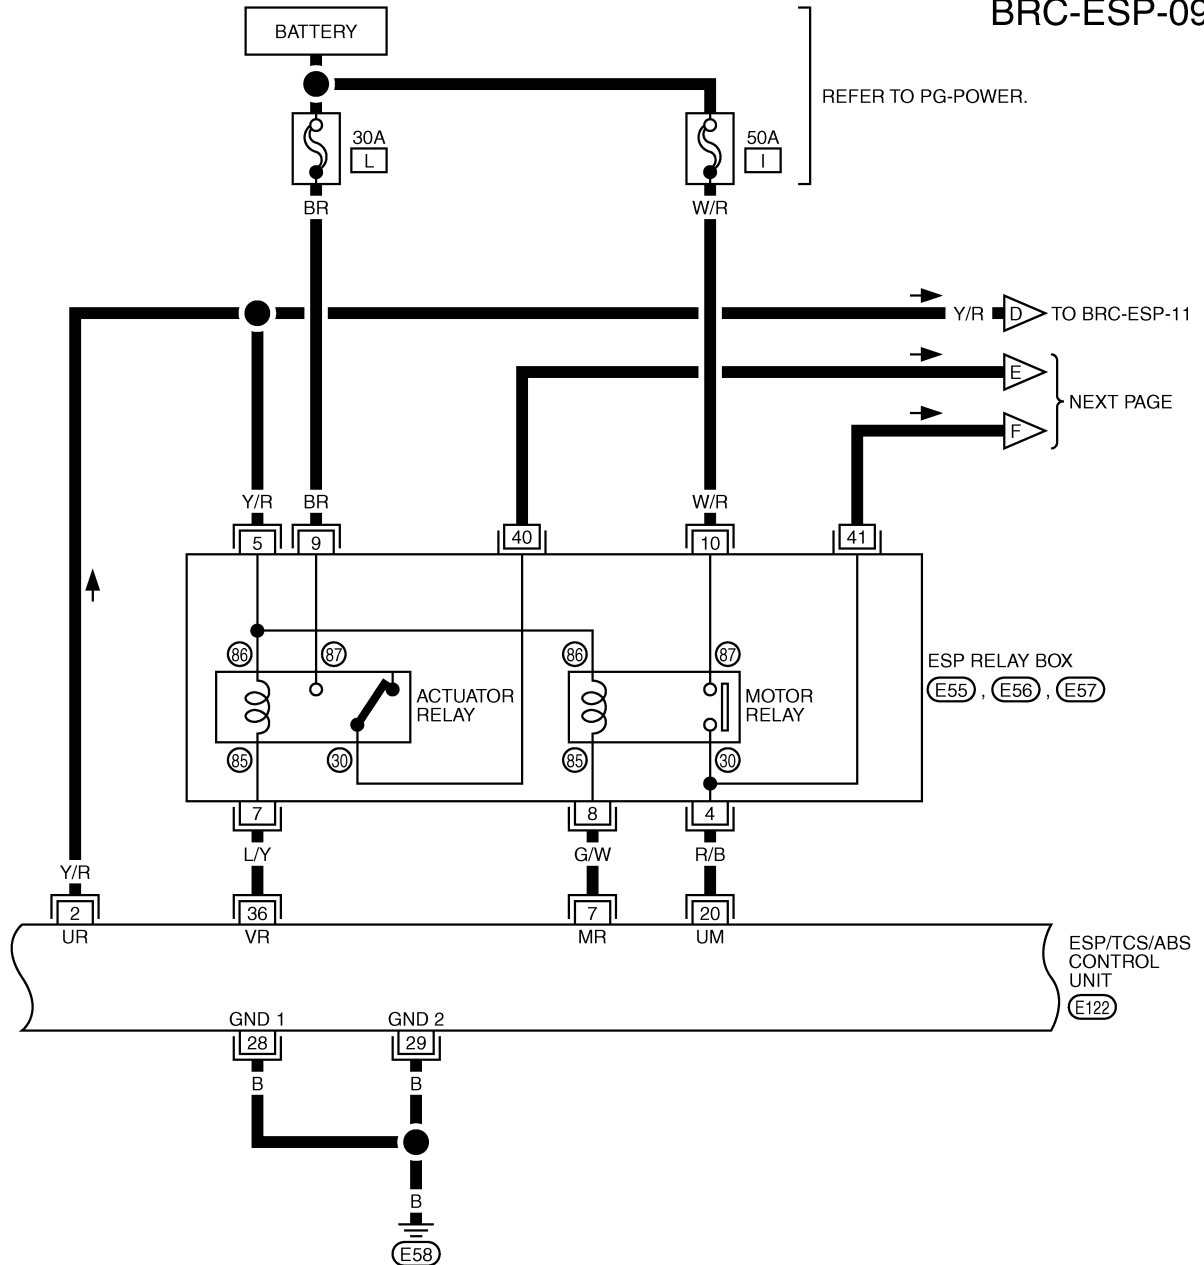 BRC-ESP-09
BATTERY
REFER TO PG-POWER.
30A
L
50A
I
BR
W/R
Y/R
D
TO BRC-ESP-11
E
NEXT PAGE
F
Y/R
BR
W/R
5
9
40
10
41
86
87
86
87
ESP RELAY BOX
E55 , E56 , E57
ACTUATOR
RELAY
MOTOR
RELAY
85
30
85
30
7
8
4
L/Y
G/W
R/B
Y/R
2
36
7
20
UR
VR
MR
UM
ESP/TCS/ABS
CONTROL
UNIT
E122
GND 1
GND 2
28
29
B
B
B
E58